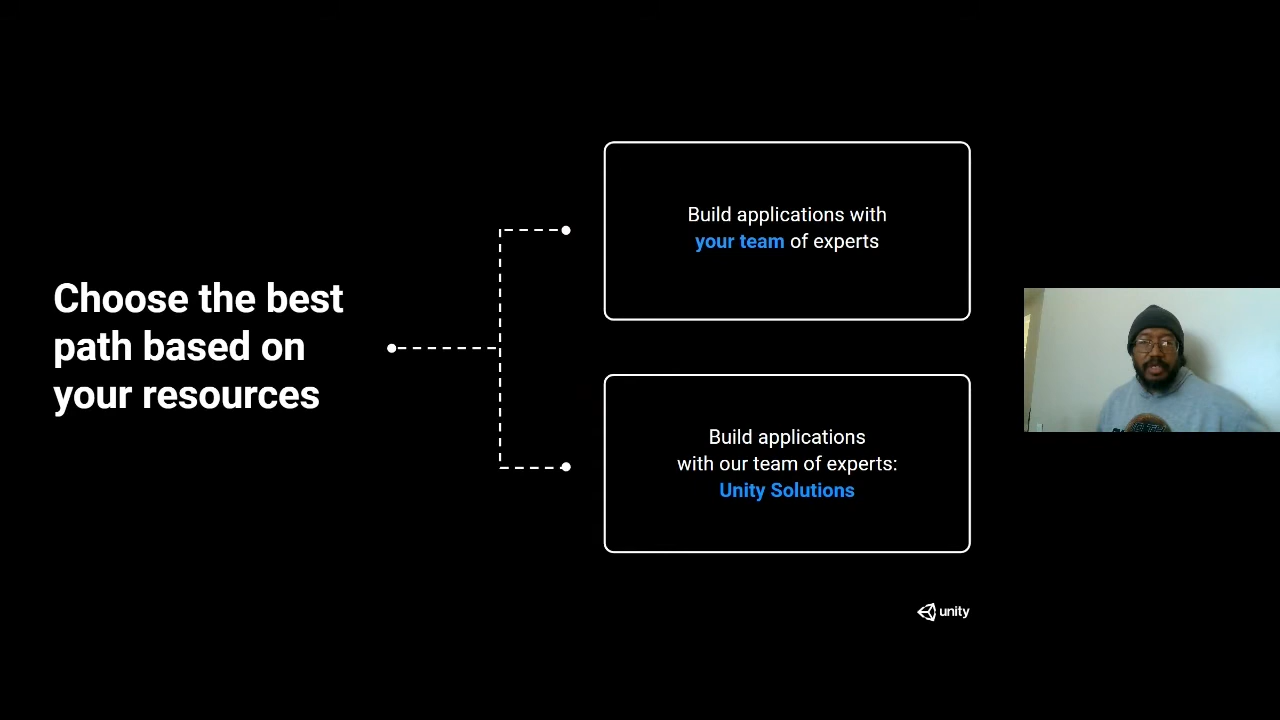 Choose the best
path based on
your resources
Build applications with
your team of experts
Build applications
with our team of experts:
Unity Solutions
unity